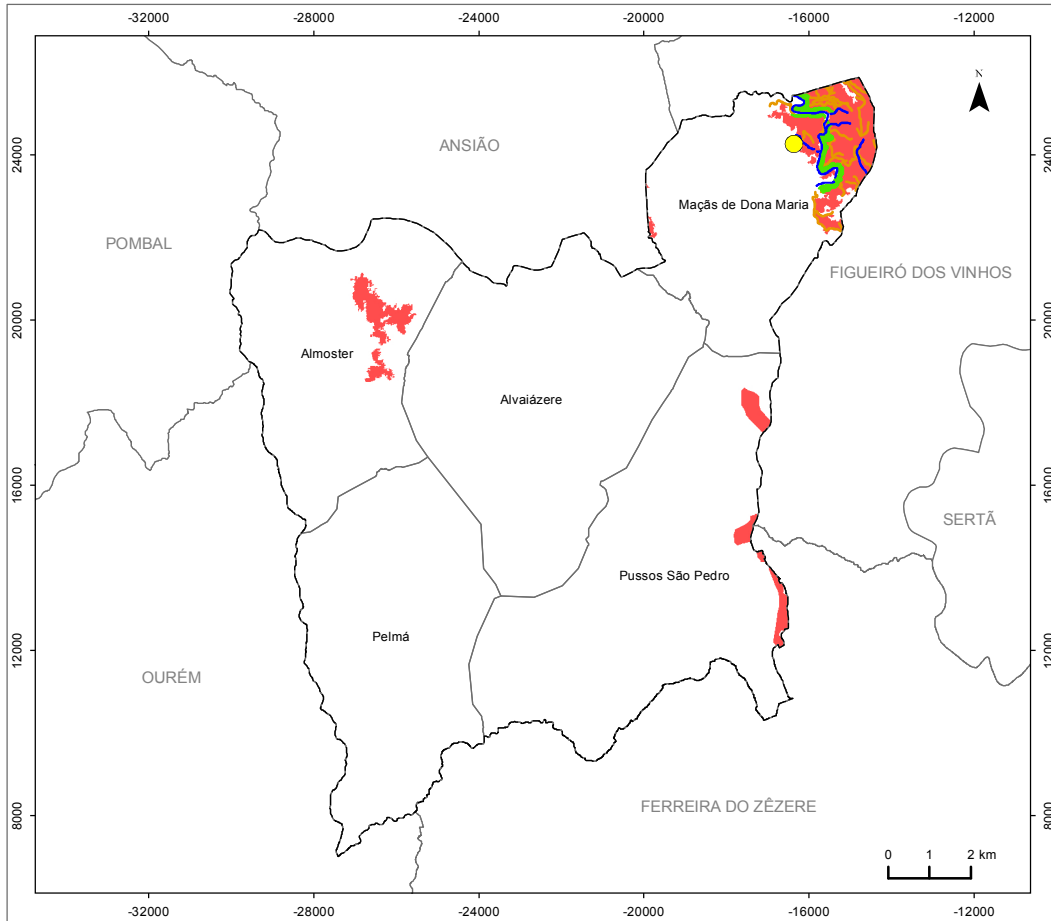 -32000 -28000 -24000 -20000 -16000 -12000
N
24000 24000
ANSIÃO
Maçãs de Dona Maria
POMBAL
FIGUEIRÓ DOS VINHOS
20000 20000
Almoster
Alvaiázere
16000 16000
SERTÃ
Pussos São Pedro
Pelmá
12000 12000
OURÉM
FERREIRA DO ZÊZERE
8000 8000
0 1 2 km
-32000 -28000 -24000 -20000 -16000 -12000